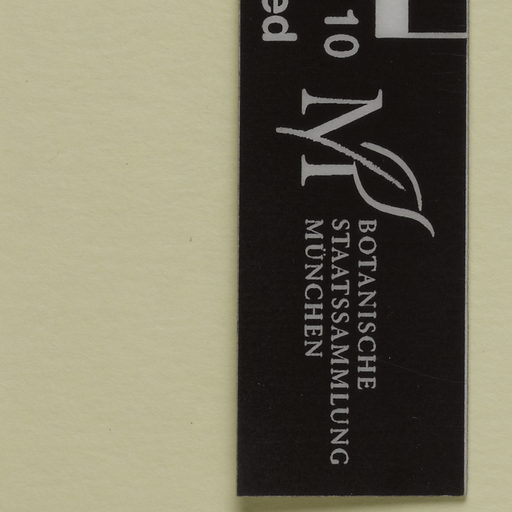 10
ed
BOTANISCHE
STAATSSAMMLUNG
MÜNCHEN